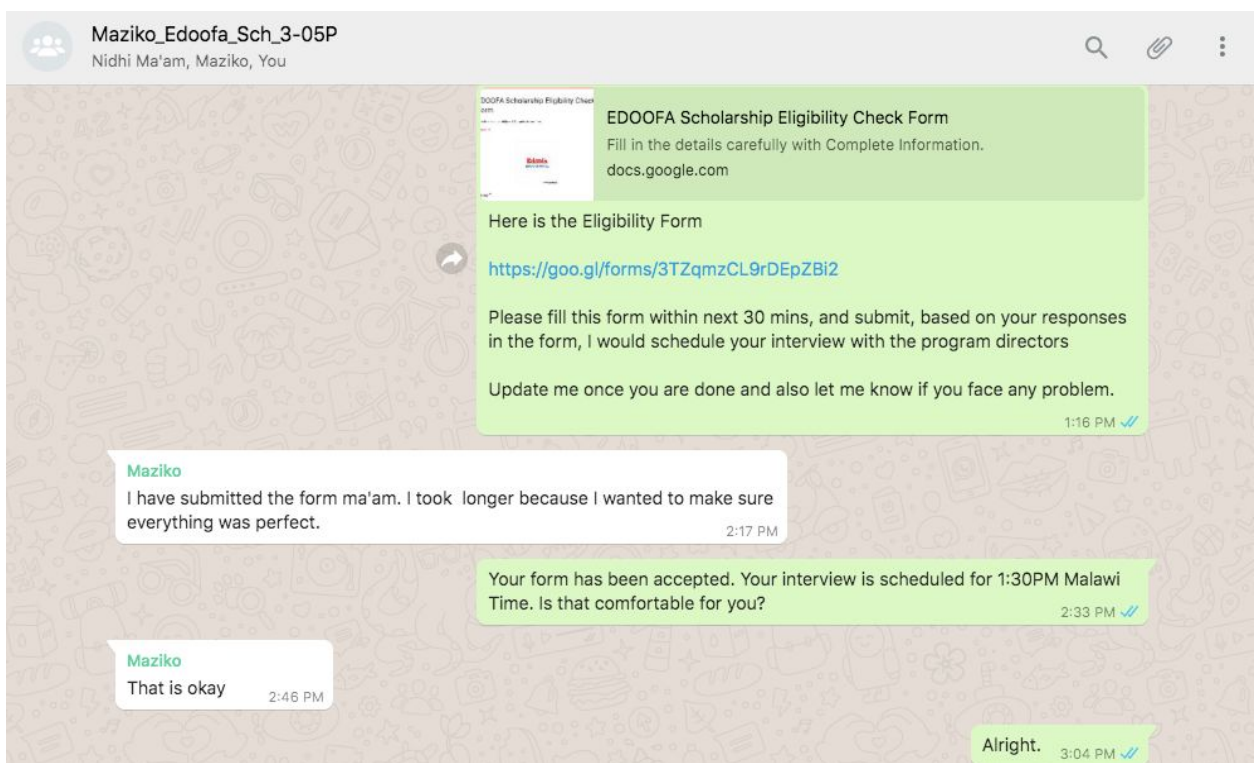 Maziko_Edoofa_Sch_3-05P
Nidhi Ma'am, Maziko, You
EDOOFA Scholarship Eligibility Check Form
Fill in the details carefully with Complete Information.
docs.google.com
Here is the Eligibility Form
https://goo.gl/forms/3TZqmzCL9rDEpZBi2
Please fill this form within next 30 mins, and submit, based on your responses
in the form, I would schedule your interview with the program directors
Update me once you are done and also let me know if you face any problem.
1:16 PM
Maziko
I have submitted the form ma'am. I took longer because I wanted to make sure
everything was perfect.
2:17 PM
Your form has been accepted. Your interview is scheduled for 1:30PM Malawi
Time. Is that comfortable for you?
2:33 PM
Maziko
That is okay
2:46 PM
Alright.
3:04 PM